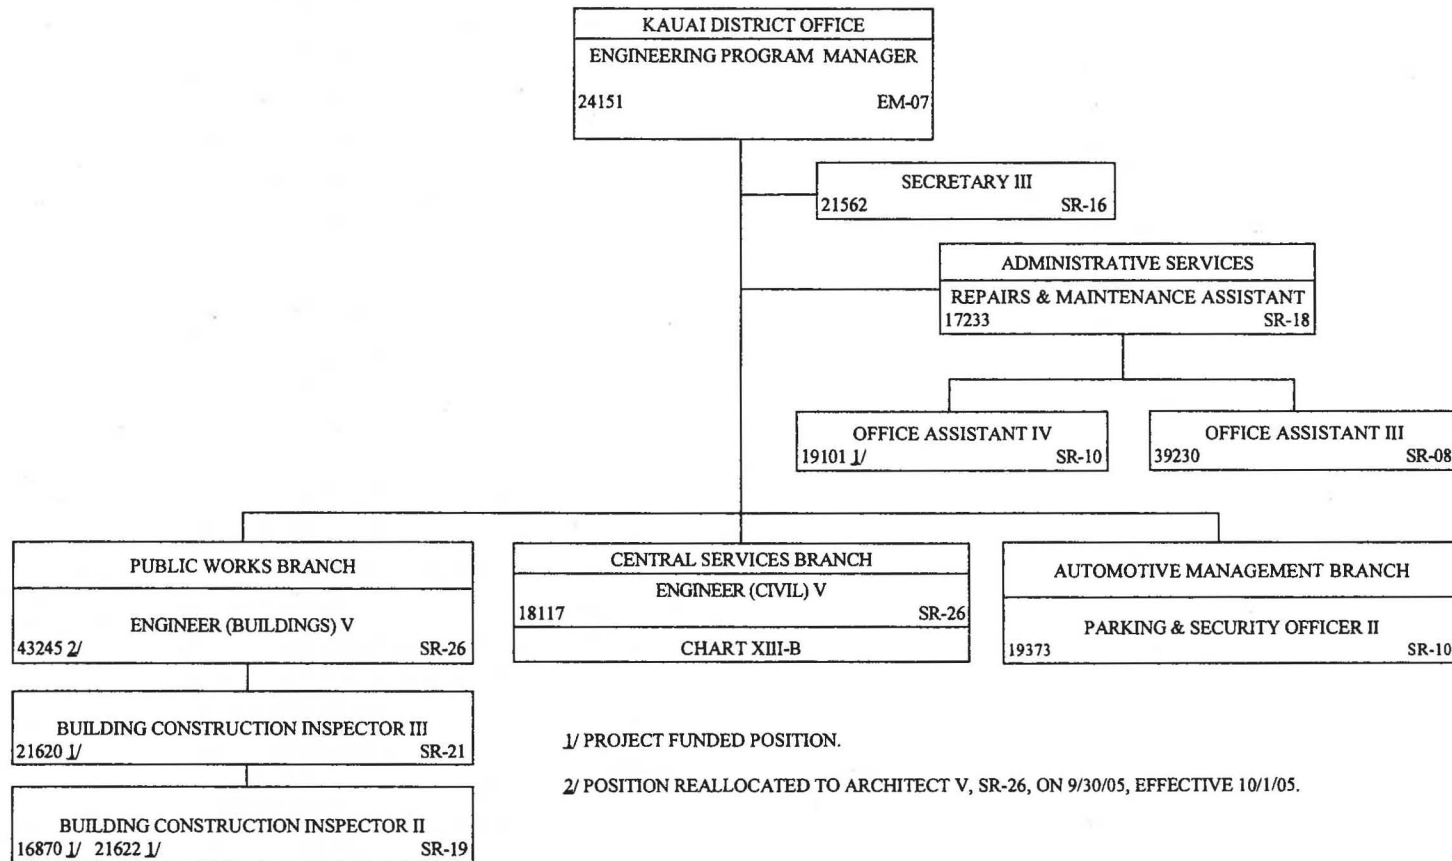 KAUAI DISTRICT OFFICE
ENGINEERING PROGRAM MANAGER
24151 EM-07
SECRETARY III
21562 SR-16
ADMINISTRATIVE SERVICES
REPAIRS & MAINTENANCE ASSISTANT
17233 SR-18
OFFICE ASSISTANT IV
19101 1/ SR-10
OFFICE ASSISTANT III
39230 SR-08
PUBLIC WORKS BRANCH
ENGINEER (BUILDINGS) V
43245 2/ SR-26
BUILDING CONSTRUCTION INSPECTOR III
21620 1/ SR-21
BUILDING CONSTRUCTION INSPECTOR II
16870 1/ 21622 1/ SR-19
CENTRAL SERVICES BRANCH
ENGINEER (CIVIL) V
18117 SR-26
CHART XIII-B
AUTOMOTIVE MANAGEMENT BRANCH
PARKING & SECURITY OFFICER II
19373 SR-10
1/ PROJECT FUNDED POSITION.
2/ POSITION REALLOCATED TO ARCHITECT V, SR-26, ON 9/30/05, EFFECTIVE 10/1/05.